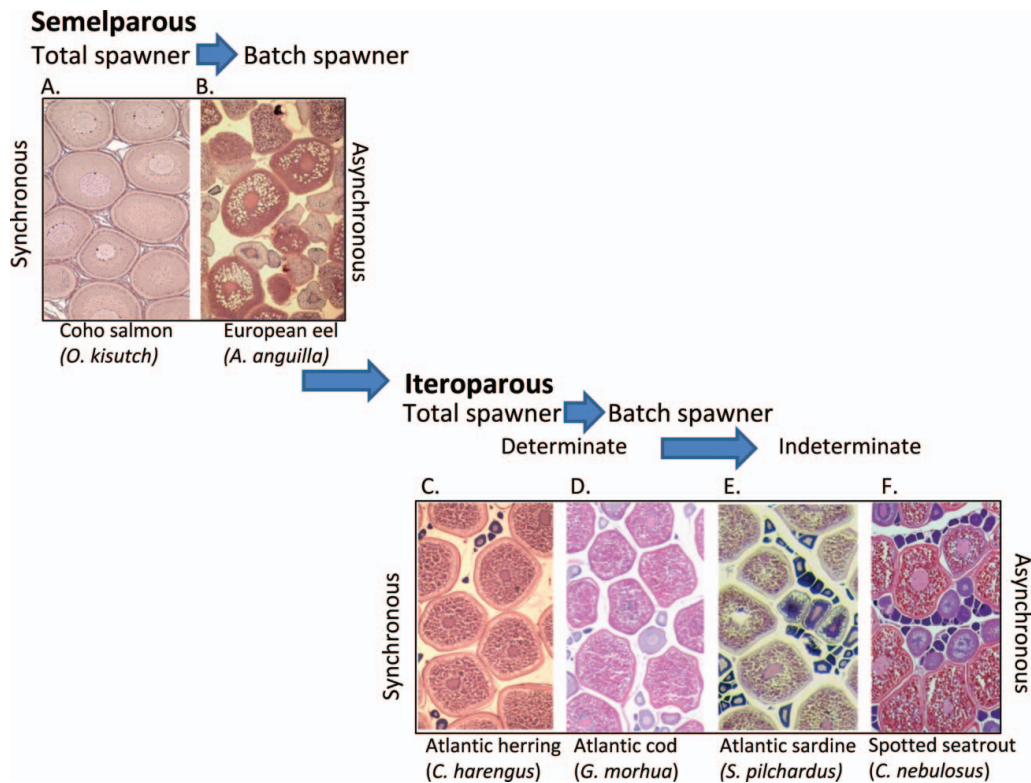 Semelparous
Total spawner Batch spawner
A. B.
Synchronous
Asynchronous
Coho salmon European eel
(O. kisutch) (A. anguilla)
Iteroparous
Total spawner Batch spawner
Determinate Indeterminate
C. D. E. F.
Synchronous
Asynchronous
Atlantic herring Atlantic cod Atlantic sardine Spotted seatrout
(C. harengus) (G. morhua) (S. pilchardus) (C. nebulosus)